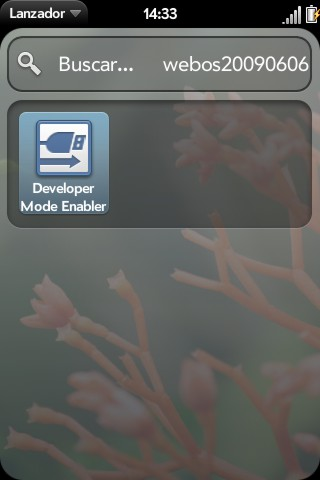 Lanzador
14:33
Buscar... webos20090606
Developer
Mode Enabler